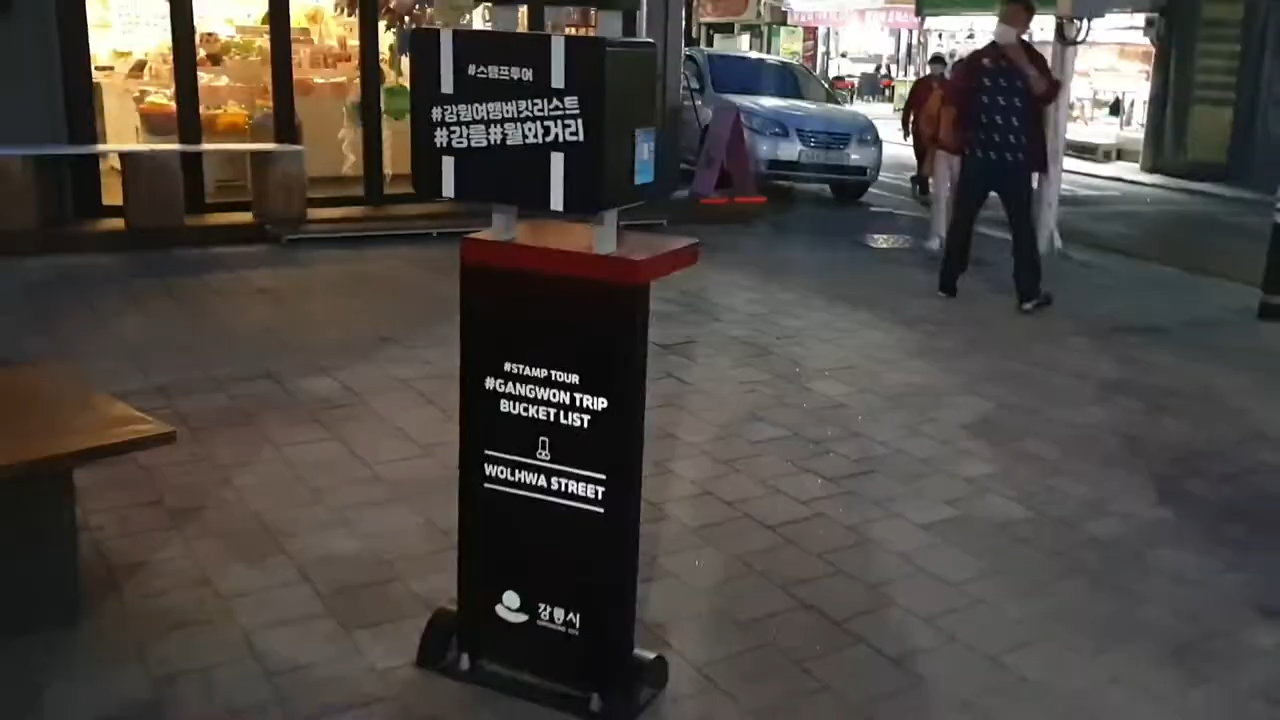 #스탬프투어
#강원여행버킷리스트
#강릉#월화거리
#STAMP TOUR
#GANGWON TRIP
BUCKET LIST
WOLHWA STREET
강릉시